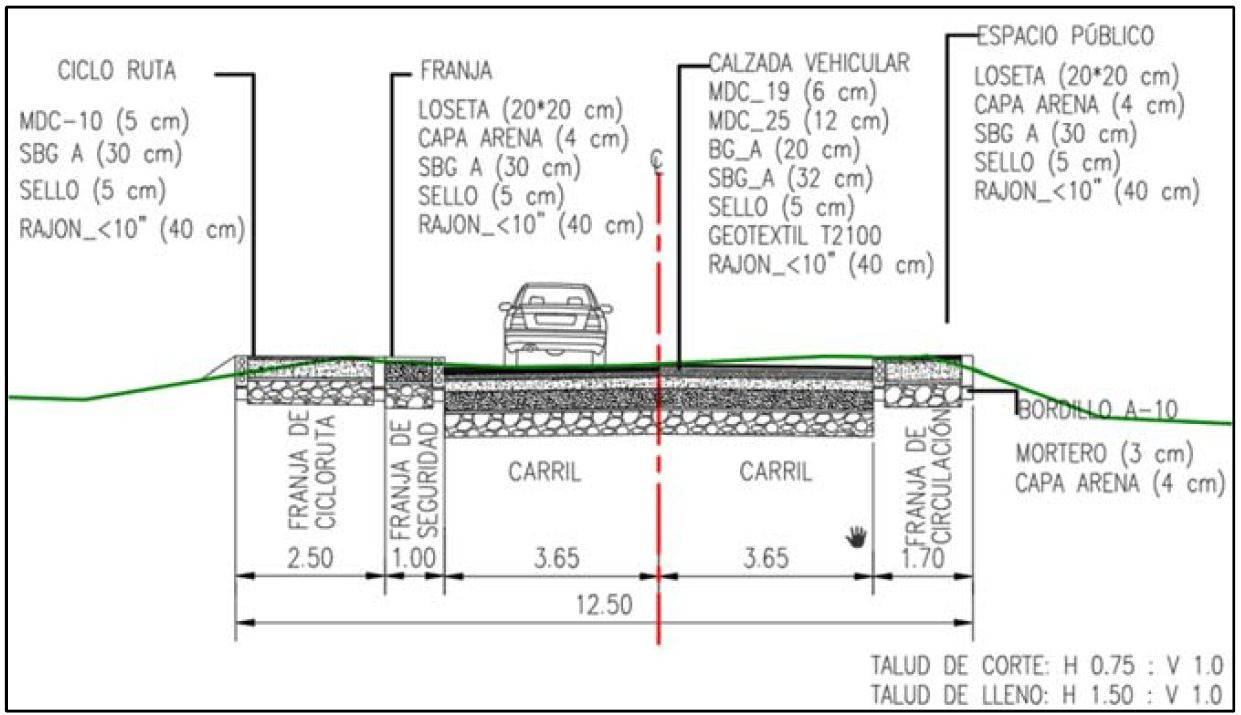 CICLO RUTA
MDC-10 (5 cm)
SBG A (30 cm)
SELLO (5 cm)
RAJON_<10" (40 cm)
FRANJA
LOSETA (20*20 cm)
CAPA ARENA (4 cm)
SBG A (30 cm)
SELLO (5 cm)
RAJON_<10" (40 cm)
CALZADA VEHICULAR
MDC_19 (6 cm)
MDC_25 (12 cm)
BG_A (20 cm)
SBG_A (32 cm)
SELLO (5 cm)
GEOTEXTIL T2100
RAJON_<10" (40 cm)
ESPACIO PÚBLICO
LOSETA (20*20 cm)
CAPA ARENA (4 cm)
SBG A (30 cm)
SELLO (5 cm)
RAJON_<10" (40 cm)
℄
BORDILLO A-10
MORTERO (3 cm)
CAPA ARENA (4 cm)
FRANJA DE
CICLORUTA
FRANJA DE
SEGURIDAD
CARRIL
CARRIL
FRANJA DE
CIRCULACIÓN
2.50
1.00
3.65
3.65
1.70
12.50
TALUD DE CORTE: H 0.75 : V 1.0
TALUD DE LLENO: H 1.50 : V 1.0